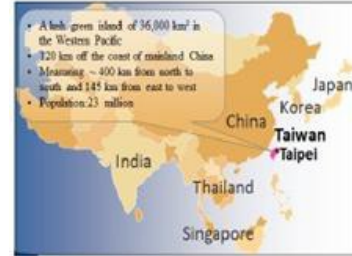 • A lush green island of 36,000 km² in
the Western Pacific
• 120 km off the coast of mainland China
• Measuring ~ 400 km from north to
south and 145 km from east to west
• Population: 23 million
Japan
Korea
China
Taiwan
•Taipei
India
Thailand
Singapore